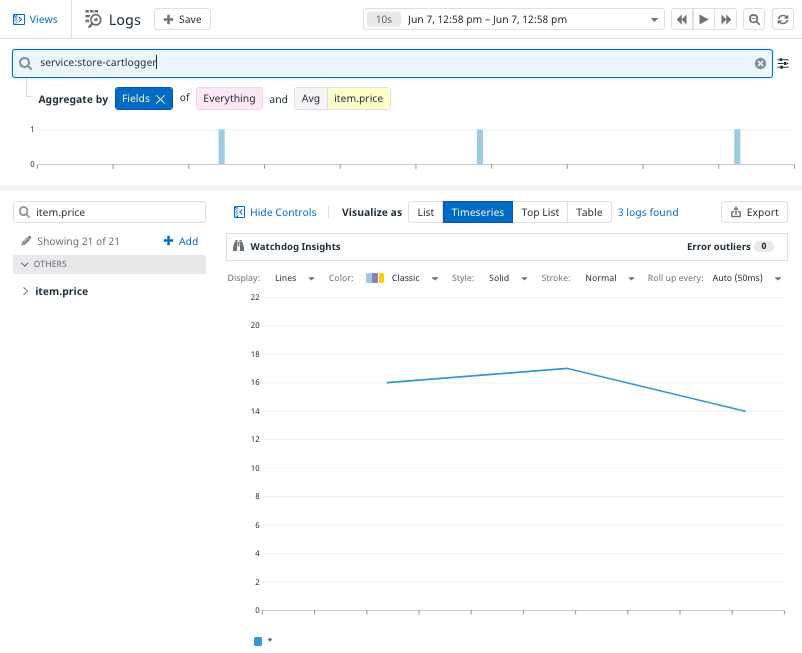 Views Logs + Save 10s Jun 7, 12:58 pm – Jun 7, 12:58 pm
service:store-cartlogger
Aggregate by Fields × of Everything and Avg item.price
1
0
item.price Hide Controls Visualize as List Timeseries Top List Table 3 logs found Export
Showing 21 of 21 + Add
Watchdog Insights Error outliers 0
OTHERS
item.price
Display: Lines Color: Classic Style: Solid Stroke: Normal Roll up every: Auto (50ms)
22
20
18
16
14
12
10
8
6
4
2
0
*